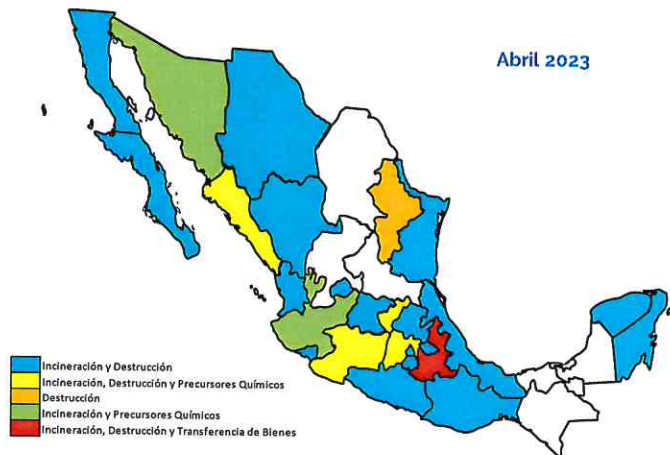 Abril 2023
Incineración y Destrucción
Incineración, Destrucción y Precursores Químicos
Destrucción
Incineración y Precursores Químicos
Incineración, Destrucción y Transferencia de Bienes